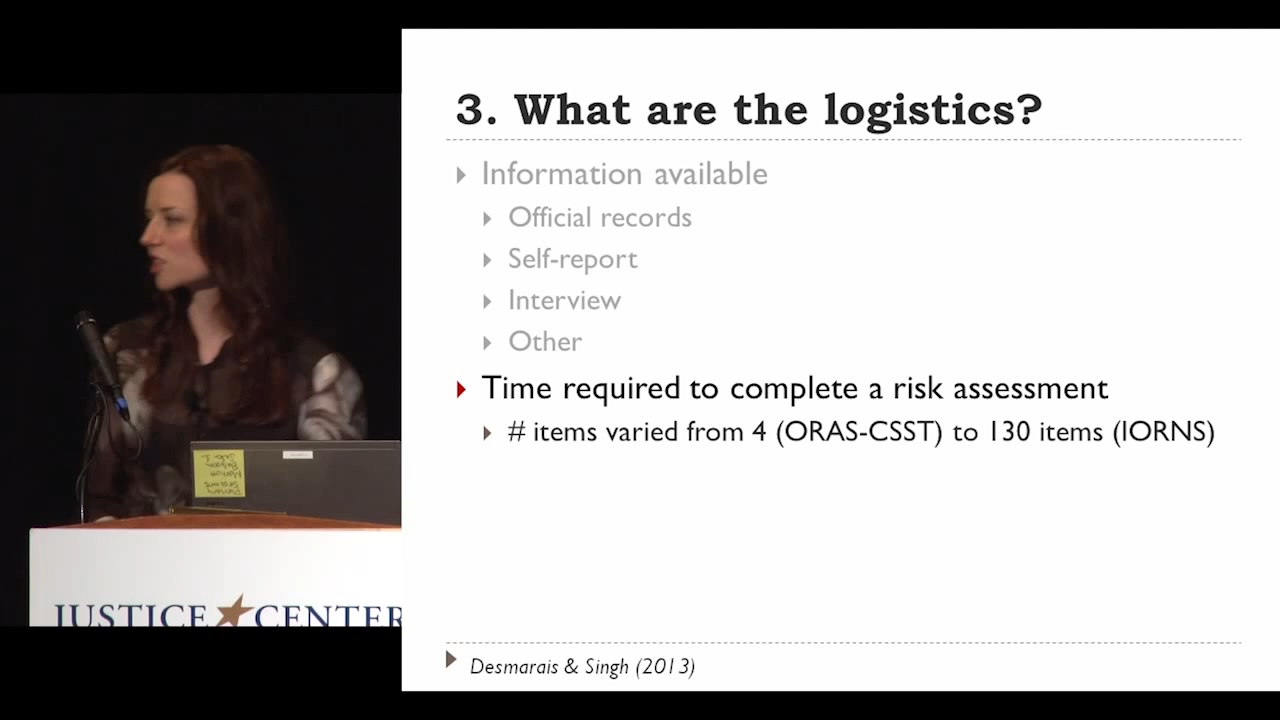 3. What are the logistics?
Information available
Official records
Self-report
Interview
Other
Time required to complete a risk assessment
# items varied from 4 (ORAS-CSST) to 130 items (IORNS)
Desmarais & Singh (2013)
JUSTICE CENTER